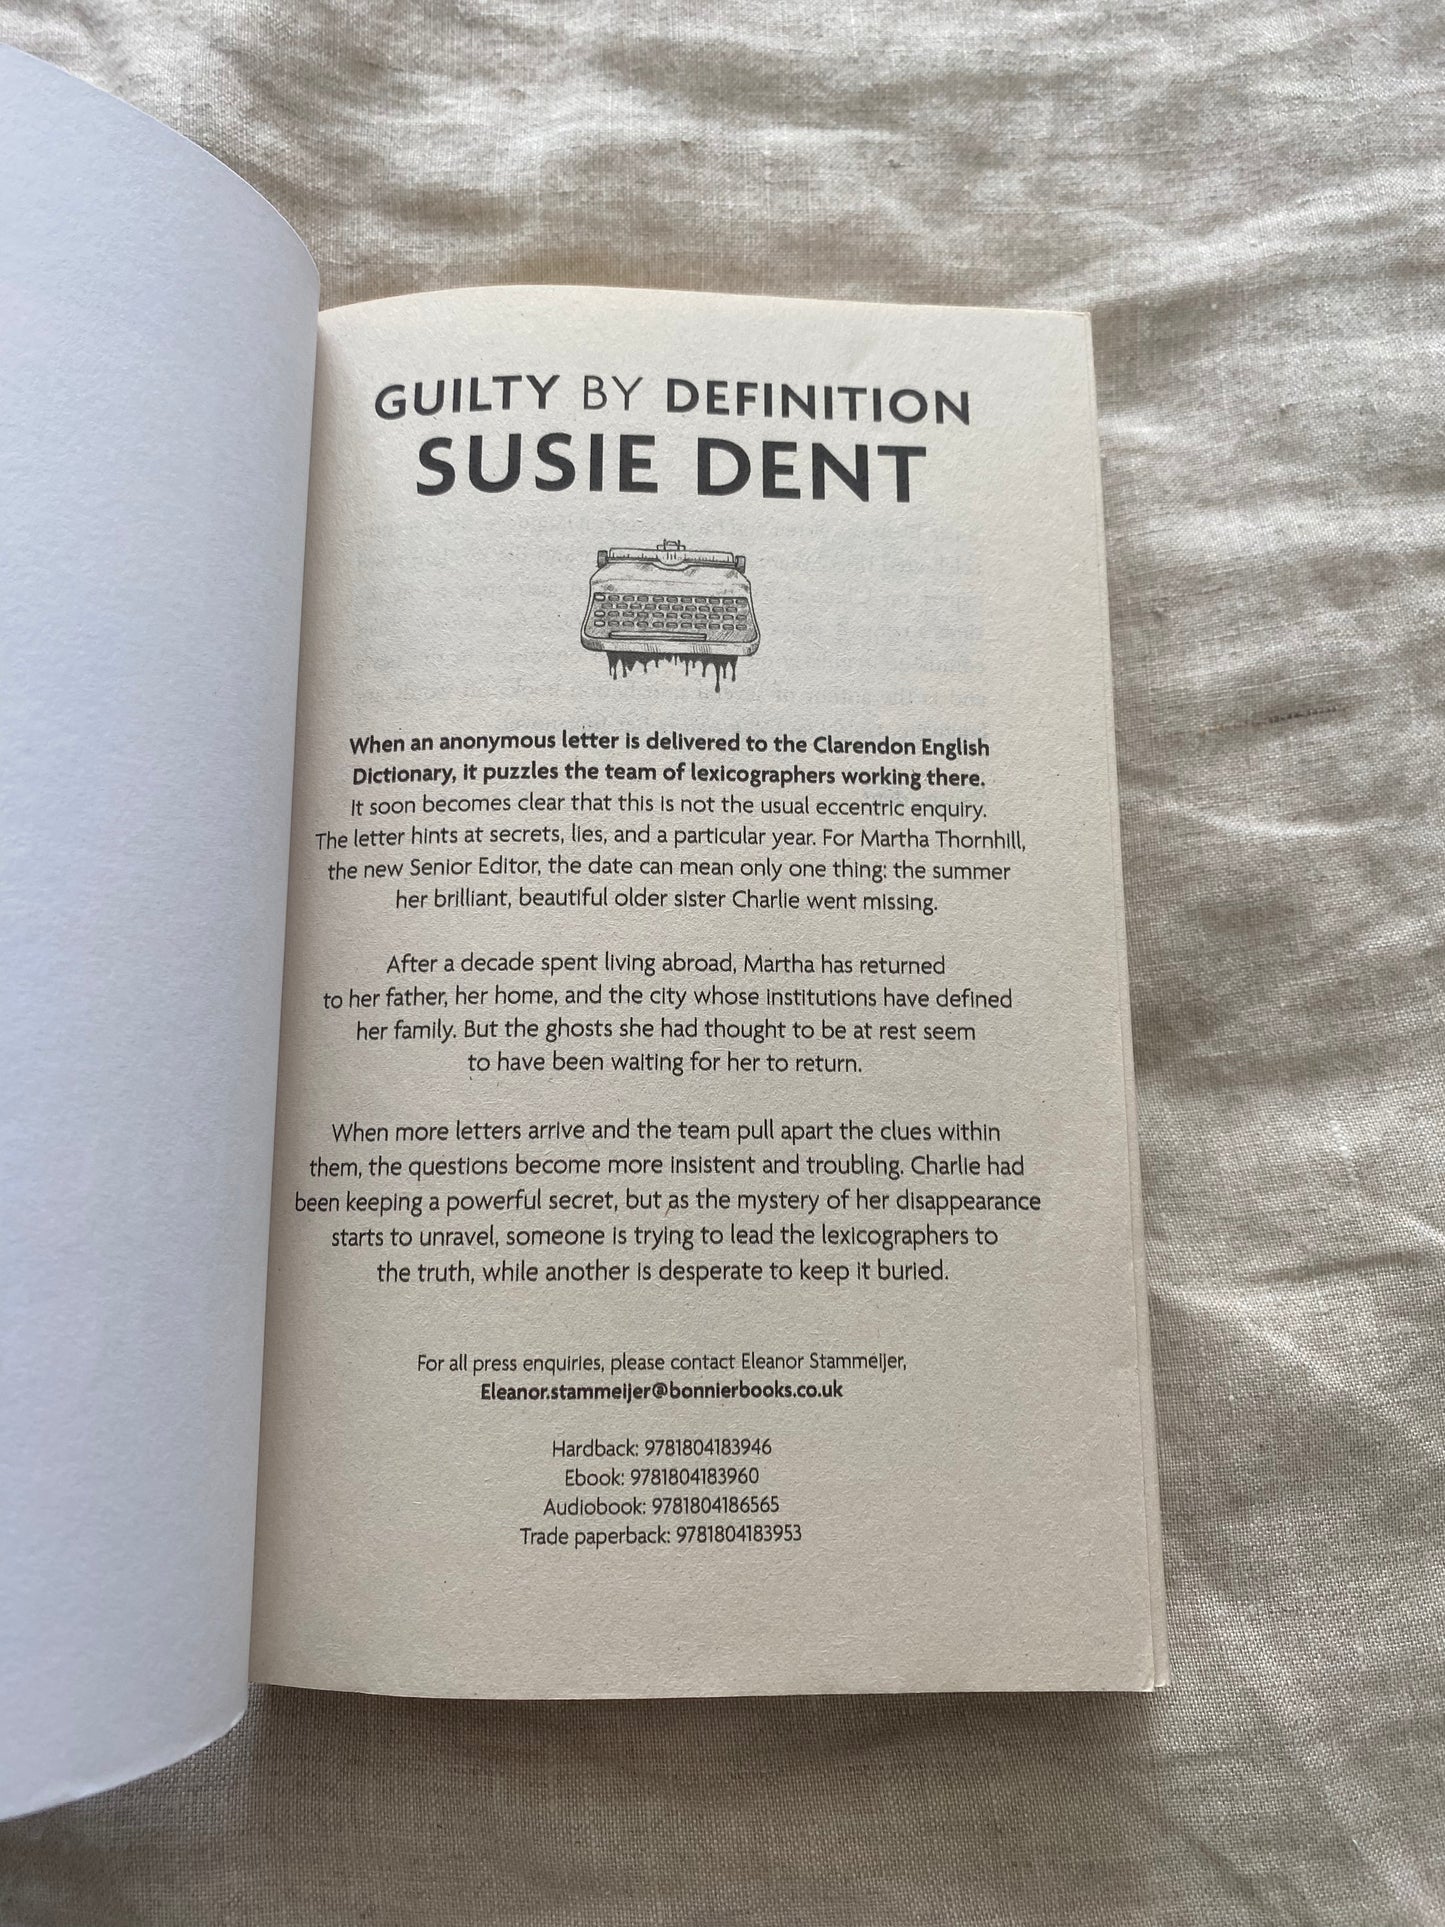 GUILTY BY DEFINITION
SUSIE DENT
When an anonymous letter is delivered to the Clarendon English
Dictionary, it puzzles the team of lexicographers working there.
It soon becomes clear that this is not the usual eccentric enquiry.
The letter hints at secrets, lies, and a particular year. For Martha Thornhill,
the new Senior Editor, the date can mean only one thing: the summer
her brilliant, beautiful older sister Charlie went missing.
After a decade spent living abroad, Martha has returned
to her father, her home, and the city whose institutions have defined
her family. But the ghosts she had thought to be at rest seem
to have been waiting for her to return.
When more letters arrive and the team pull apart the clues within
them, the questions become more insistent and troubling. Charlie had
been keeping a powerful secret, but as the mystery of her disappearance
starts to unravel, someone is trying to lead the lexicographers to
the truth, while another is desperate to keep it buried.
For all press enquiries, please contact Eleanor Stammeijer,
Eleanor.stammeijer@bonnierbooks.co.uk
Hardback: 9781804183946
Ebook: 9781804183960
Audiobook: 9781804186565
Trade paperback: 9781804183953